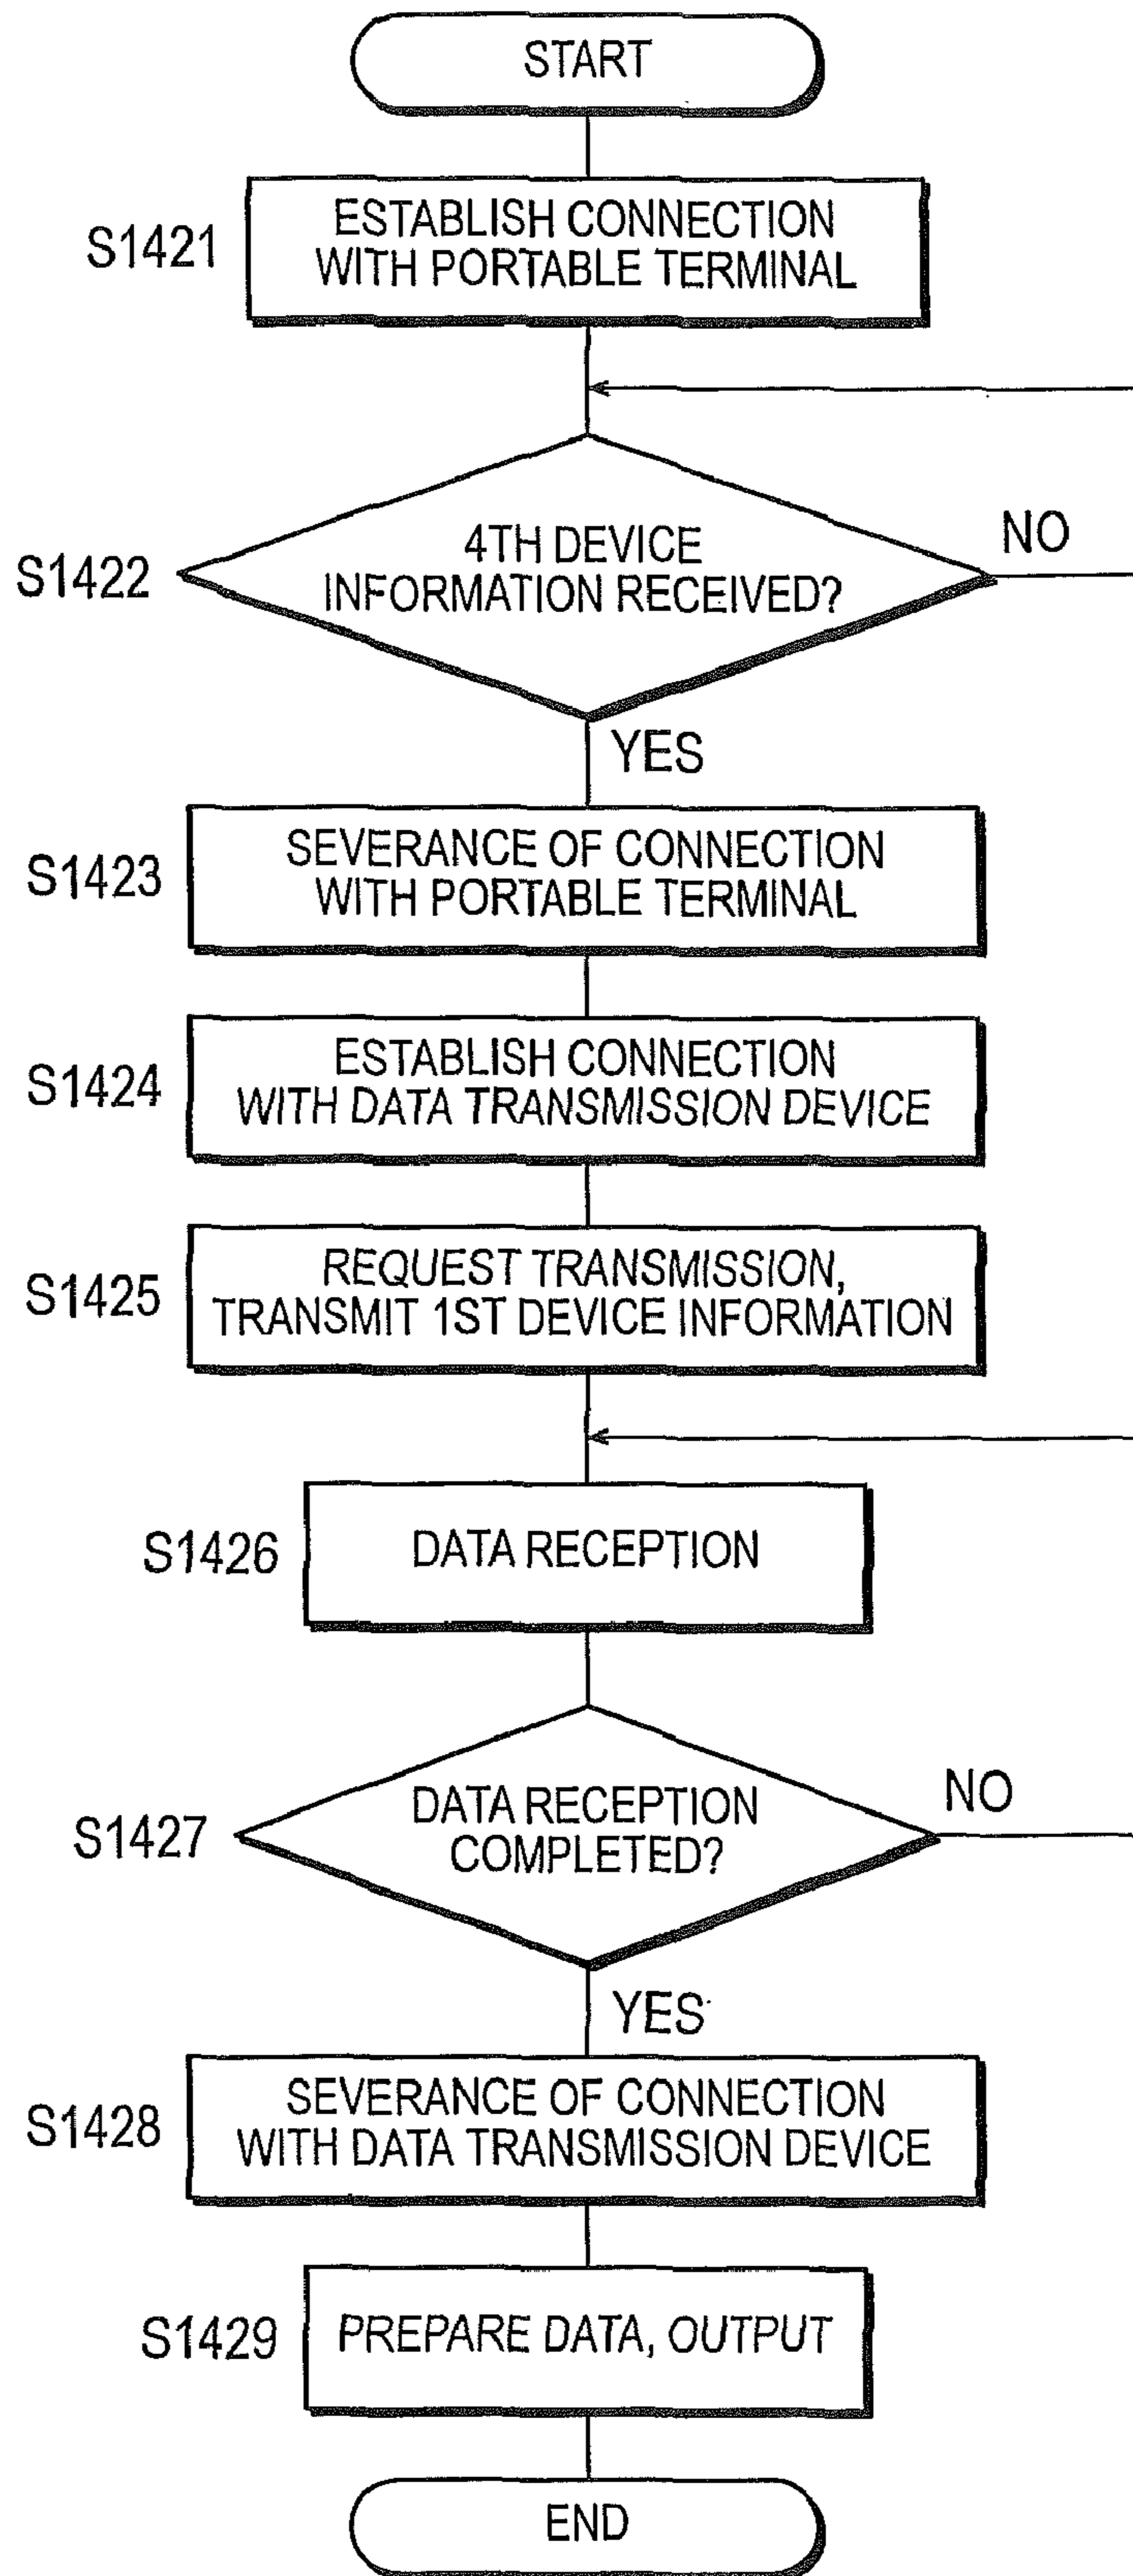 START
S1421
ESTABLISH CONNECTION
WITH PORTABLE TERMINAL
S1422
4TH DEVICE
INFORMATION RECEIVED?
NO
YES
S1423
SEVERANCE OF CONNECTION
WITH PORTABLE TERMINAL
S1424
ESTABLISH CONNECTION
WITH DATA TRANSMISSION DEVICE
S1425
REQUEST TRANSMISSION,
TRANSMIT 1ST DEVICE INFORMATION
S1426
DATA RECEPTION
S1427
DATA RECEPTION
COMPLETED?
NO
YES
S1428
SEVERANCE OF CONNECTION
WITH DATA TRANSMISSION DEVICE
S1429
PREPARE DATA, OUTPUT
END